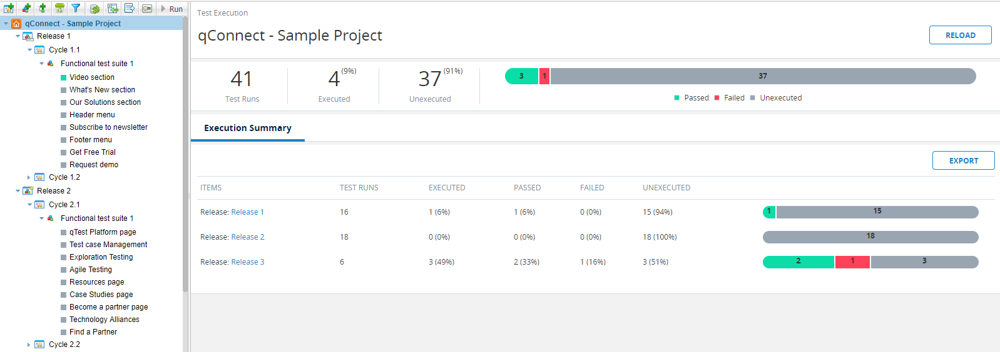 Run
qConnect - Sample Project
Release 1
Cycle 1.1
Functional test suite 1
Video section
What's New section
Our Solutions section
Header menu
Subscribe to newsletter
Footer menu
Get Free Trial
Request demo
Cycle 1.2
Release 2
Cycle 2.1
Functional test suite 1
qTest Platform page
Test case Management
Exploration Testing
Agile Testing
Resources page
Case Studies page
Become a partner page
Technology Alliances
Find a Partner
Cycle 2.2
Test Execution
qConnect - Sample Project
RELOAD
41
Test Runs
4 (9%)
Executed
37 (91%)
Unexecuted
3 1 37
Passed Failed Unexecuted
Execution Summary
EXPORT
ITEMS TEST RUNS EXECUTED PASSED FAILED UNEXECUTED
Release: Release 1 16 1 (6%) 1 (6%) 0 (0%) 15 (94%) 1 15
Release: Release 2 18 0 (0%) 0 (0%) 0 (0%) 18 (100%) 18
Release: Release 3 6 3 (49%) 2 (33%) 1 (16%) 3 (51%) 2 1 3